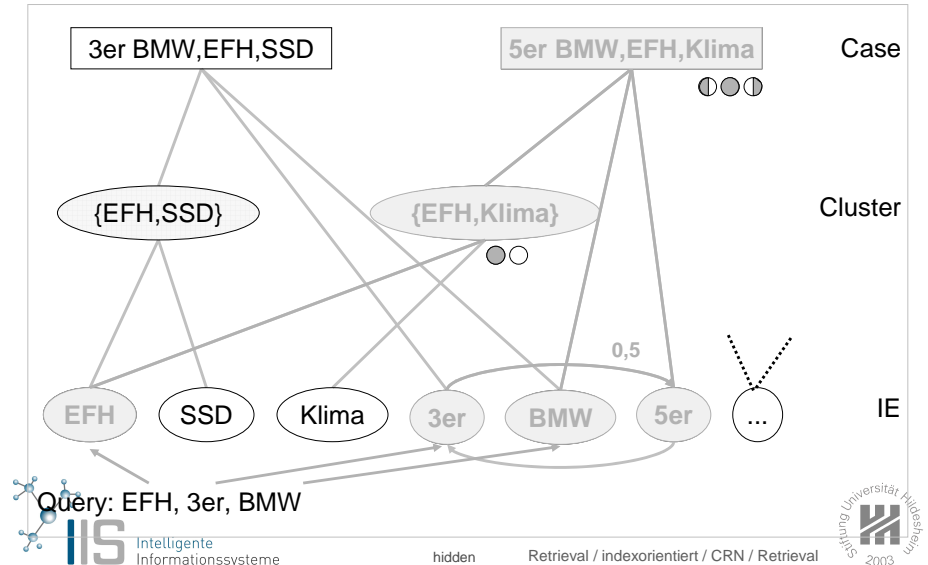 3er BMW,EFH,SSD
5er BMW,EFH,Klima
Case
{EFH,SSD}
{EFH,Klima}
Cluster
0,5
EFH
SSD
Klima
3er
BMW
5er
...
IE
Query: EFH, 3er, BMW
IIS Intelligente Informationssysteme
hidden
Retrieval / indexorientiert / CRN / Retrieval
Stiftung Universität Hildesheim
2003